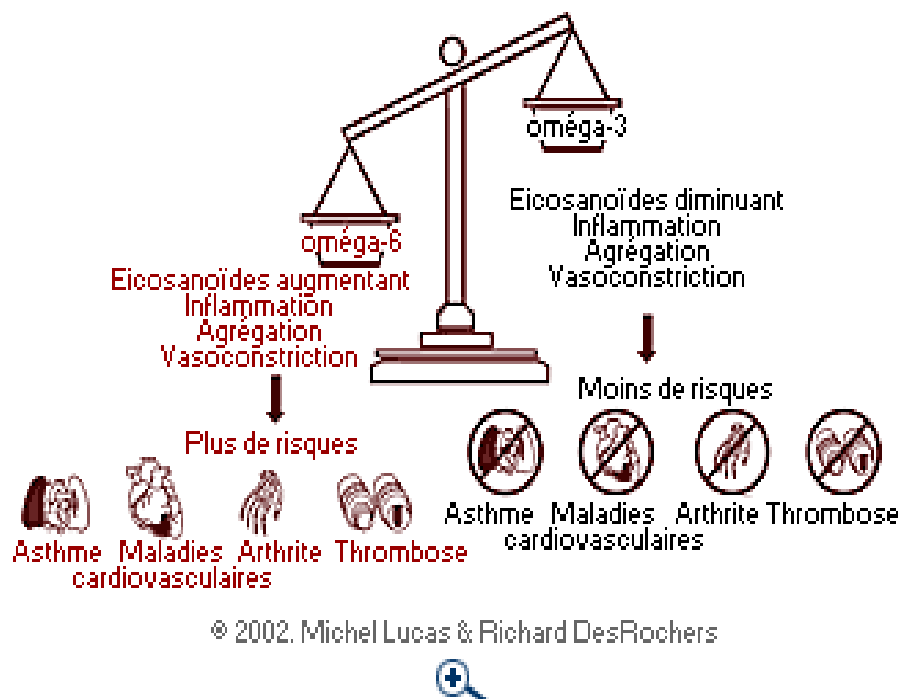 oméga-3
oméga-6
Eicosanoïdes augmentant
Inflammation
Agrégation
Vasoconstriction
Plus de risques
Asthme Maladies Arthrite Thrombose
cardiovasculaires
Eicosanoïdes diminuant
Inflammation
Agrégation
Vasoconstriction
Moins de risques
Asthme Maladies Arthrite Thrombose
cardiovasculaires
© 2002. Michel Lucas & Richard DesRochers